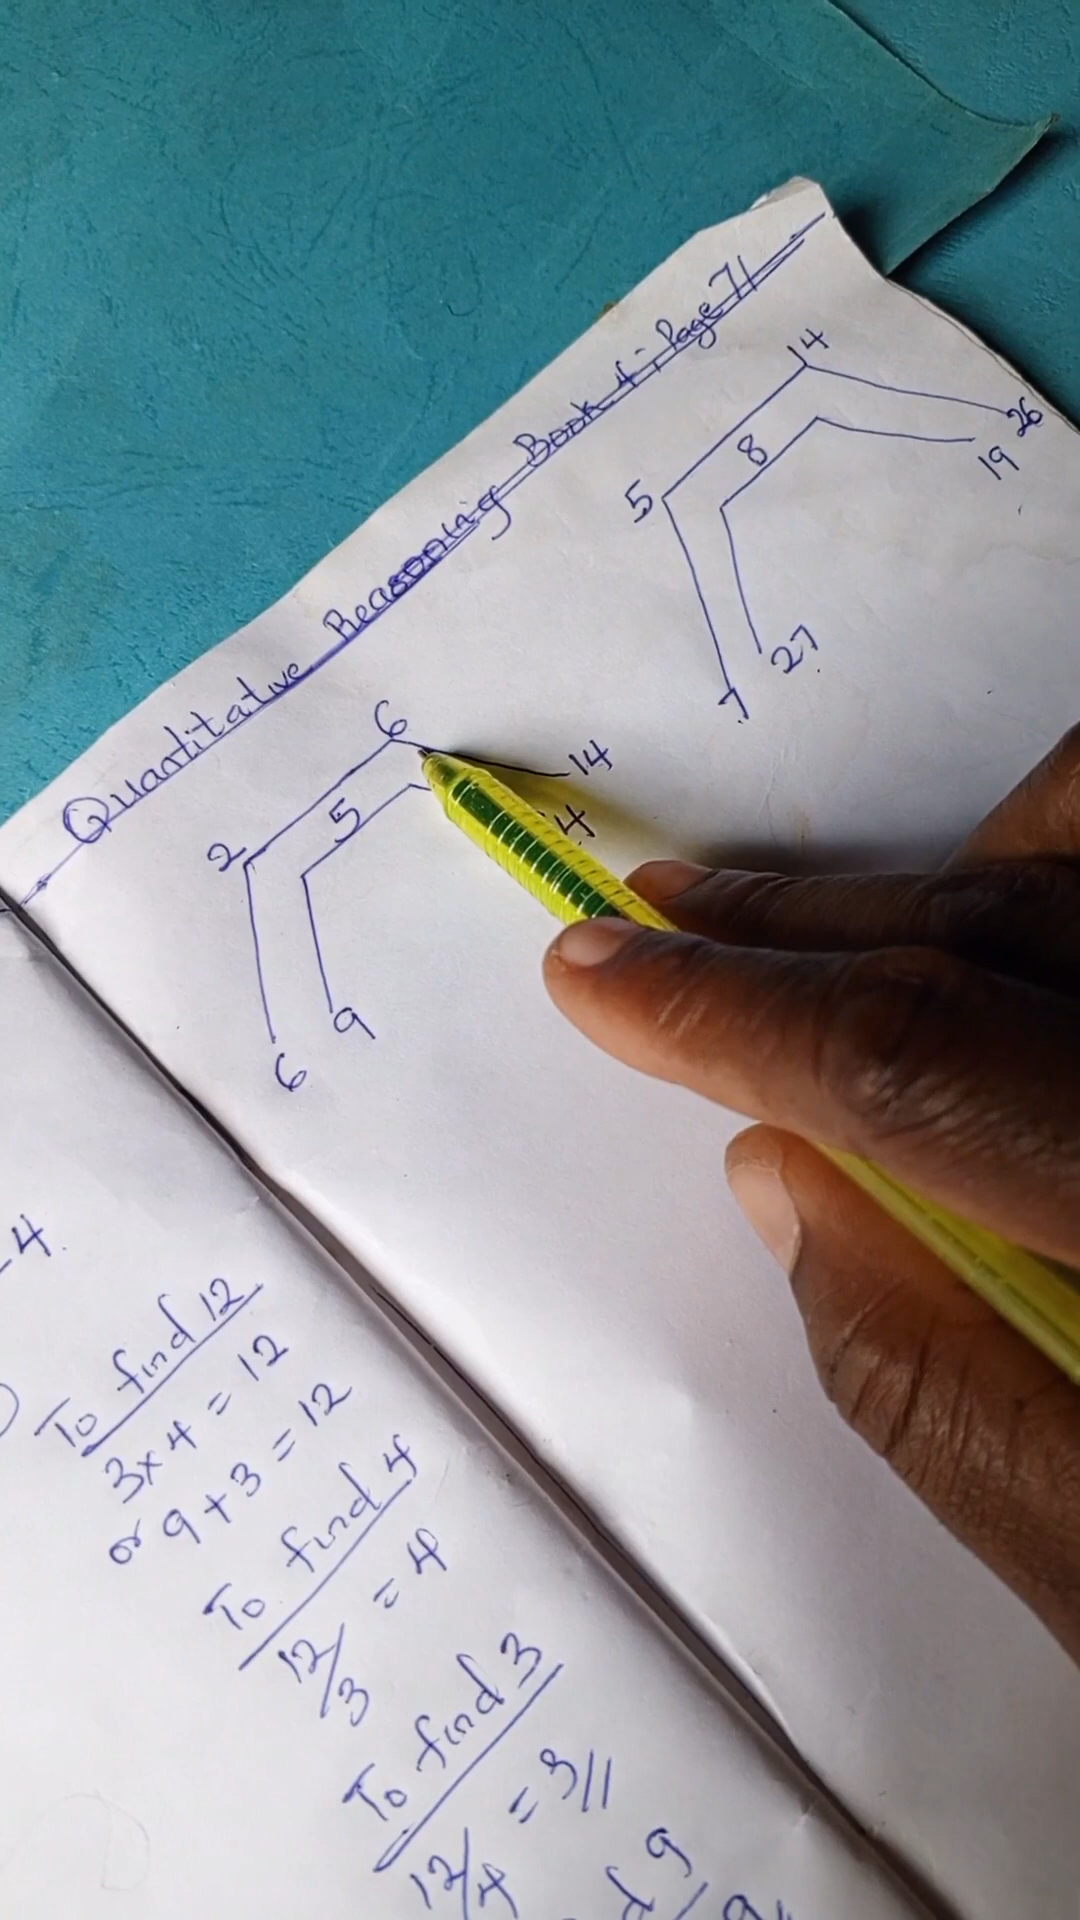 Quantitative Reasoning Book 4; Page 71
6
14
2
5
4
9
6
14
26
5
8
19
27
7
-4.
To find 12
3x4 = 12
or 9+3 = 12
To find 4
12/3 = 4
To find 3
12/4 = 3//
9